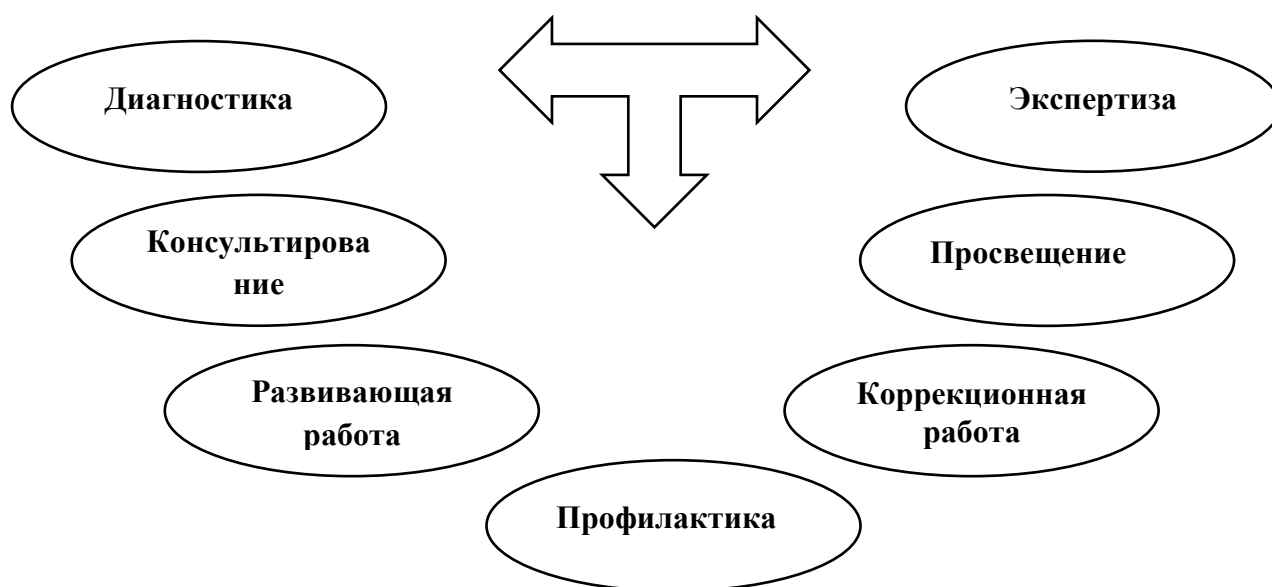 Диагностика
Экспертиза
Консультирова
ние
Просвещение
Развивающая
работа
Коррекционная
работа
Профилактика